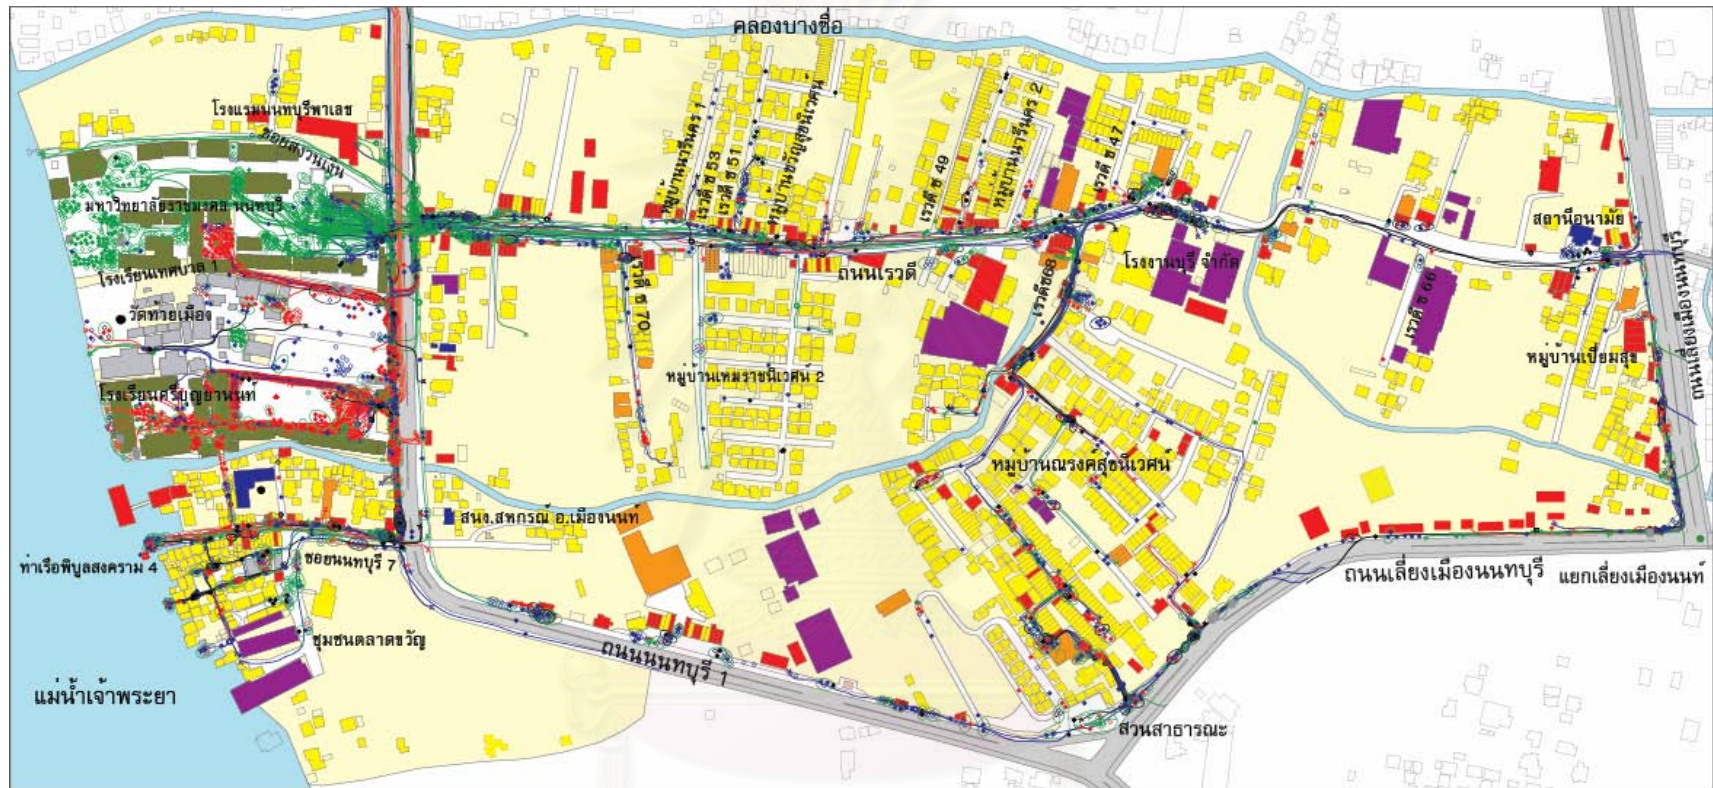 คลองบางซื่อ
โรงแรมนนทบุรีพาเลซ
ซอยสงวนเงิน
หมู่บ้านนารีนคร 1
เรวดี ซ 53
เรวดี ซ 51
หมู่บ้านขวัญสุขนิเวศน์
เรวดี ซ 49
หมู่บ้านนารีนคร 2
เรวดี ซ 47
มหาวิทยาลัยราชมงคล นนทบุรี
สถานีอนามัย
โรงเรียนเทศบาล 1
ถนนเรวดี
โรงงานบุรี จำกัด
เรวดี ซ 70
เรวดี ซ68
เรวดี ซ 66
วัดท้ายเมือง
หมู่บ้านเปี่ยมสุข
ถนนเลี่ยงเมืองนนทบุรี
หมู่บ้านเหมราชนิเวศน์ 2
โรงเรียนศรีบุญยานนท์
หมู่บ้านณรงค์สุขนิเวศน์
สนง.สหกรณ์ อ.เมืองนนท์
ท่าเรือพิบูลสงคราม 4
ซอยนนทบุรี 7
ถนนเลี่ยงเมืองนนทบุรี
แยกเลี่ยงเมืองนนท์
ชุมชนตลาดขวัญ
ถนนนนทบุรี 1
แม่น้ำเจ้าพระยา
สวนสาธารณะ